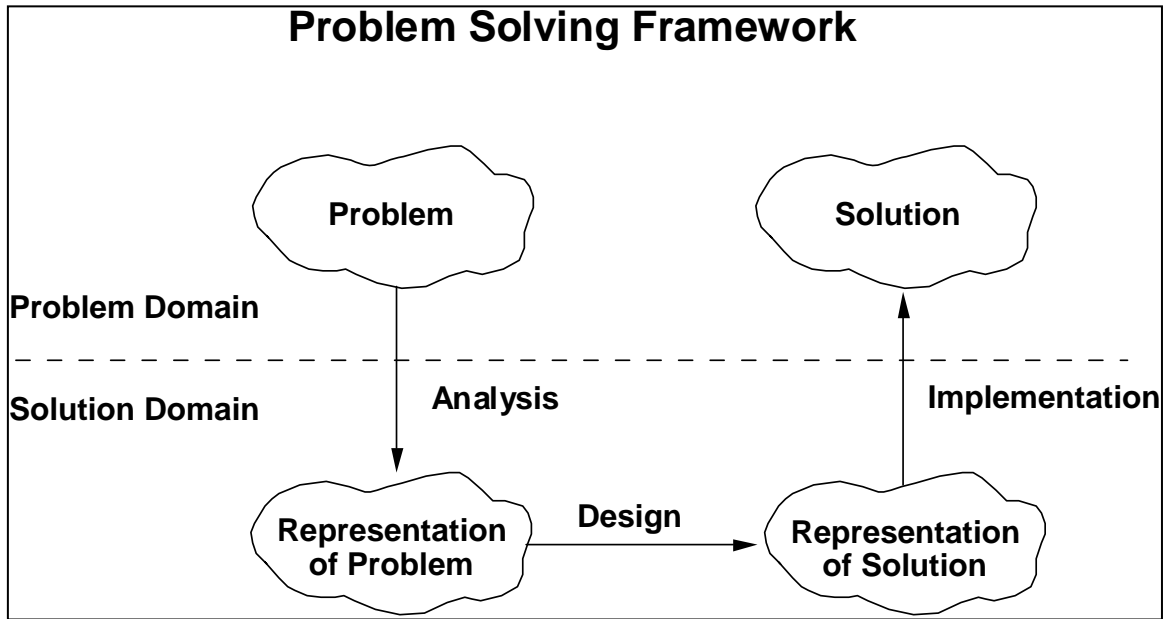 Problem Solving Framework
Problem
Solution
Problem Domain
Solution Domain
Analysis
Implementation
Representation
of Problem
Design
Representation
of Solution